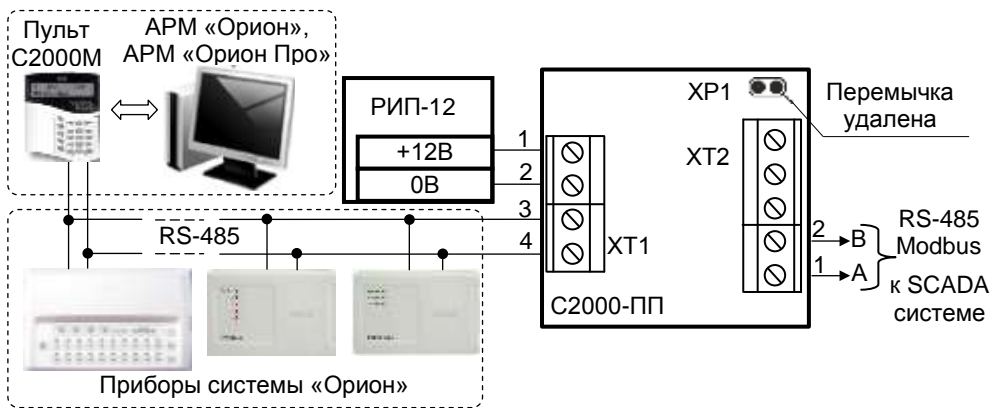 Пульт
С2000М
АРМ «Орион»,
АРМ «Орион Про»
РИП-12
+12В
0В
1
2
3
4
RS-485
XT1
XP1
XT2
Перемычка
удалена
2
В
1
А
RS-485
Modbus
к SCADA
системе
С2000-ПП
Приборы системы «Орион»